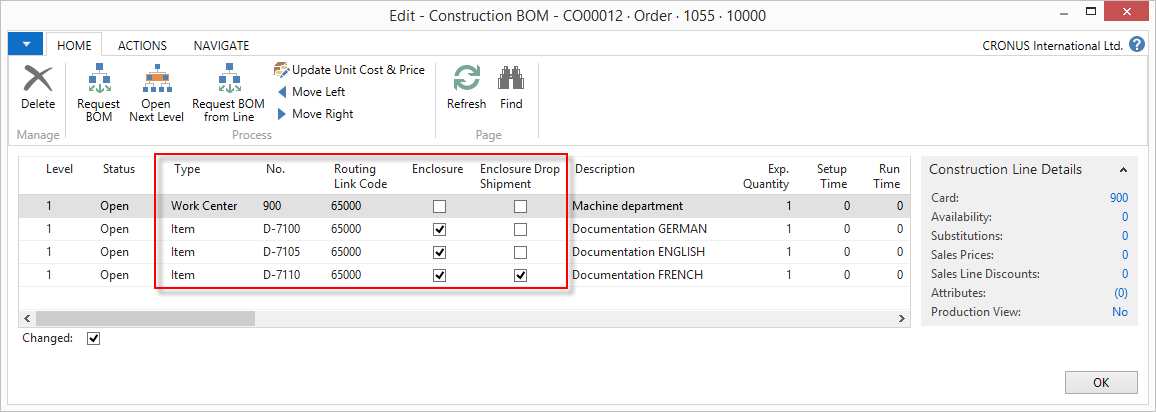 Edit - Construction BOM - CO00012 · Order · 1055 · 10000
HOME ACTIONS NAVIGATE CRONUS International Ltd. ?
Delete
Request BOM
Open Next Level
Request BOM from Line
Update Unit Cost & Price
Move Left
Move Right
Refresh
Find
Manage Process Page
Level Status Type No. Routing Link Code Enclosure Enclosure Drop Shipment Description Exp. Quantity Setup Time Run Time
1 Open Work Center 900 65000 Machine department 1 0 0
1 Open Item D-7100 65000 Documentation GERMAN 1 0 0
1 Open Item D-7105 65000 Documentation ENGLISH 1 0 0
1 Open Item D-7110 65000 Documentation FRENCH 1 0 0
Construction Line Details
Card: 900
Availability: 0
Substitutions: 0
Sales Prices: 0
Sales Line Discounts: 0
Attributes: (0)
Production View: No
Changed:
OK